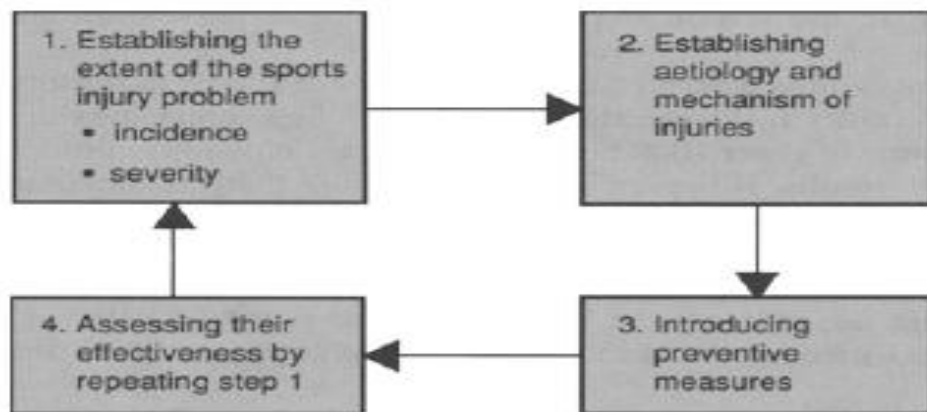 1. Establishing the
extent of the sports
injury problem
• incidence
• severity
2. Establishing
aetiology and
mechanism of
injuries
3. Introducing
preventive
measures
4. Assessing their
effectiveness by
repeating step 1